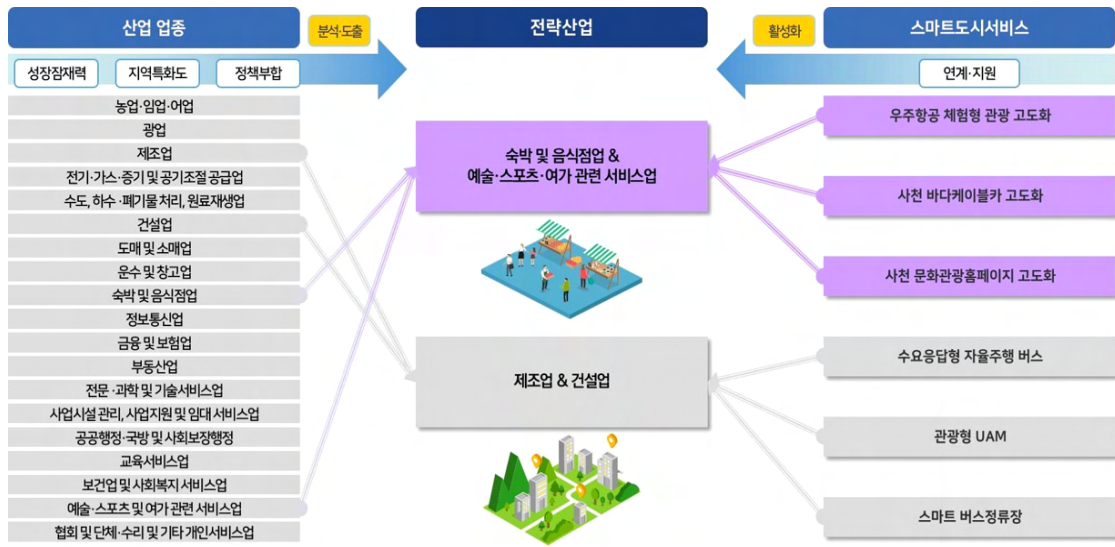 산업 업종
분석·도출
전략산업
활성화
스마트도시서비스
성장잠재력
지역특화도
정책부합
연계·지원
농업·임업·어업
광업
제조업
전기·가스·증기 및 공기조절 공급업
수도, 하수·폐기물 처리, 원료재생업
건설업
도매 및 소매업
운수 및 창고업
숙박 및 음식점업
정보통신업
금융 및 보험업
부동산업
전문·과학 및 기술서비스업
사업시설 관리, 사업지원 및 임대 서비스업
공공행정·국방 및 사회보장행정
교육서비스업
보건업 및 사회복지 서비스업
예술·스포츠 및 여가 관련 서비스업
협회 및 단체·수리 및 기타 개인서비스업
숙박 및 음식점업 &
예술·스포츠·여가 관련 서비스업
제조업 & 건설업
우주항공 체험형 관광 고도화
사천 바다케이블카 고도화
사천 문화관광홈페이지 고도화
수요응답형 자율주행 버스
관광형 UAM
스마트 버스정류장